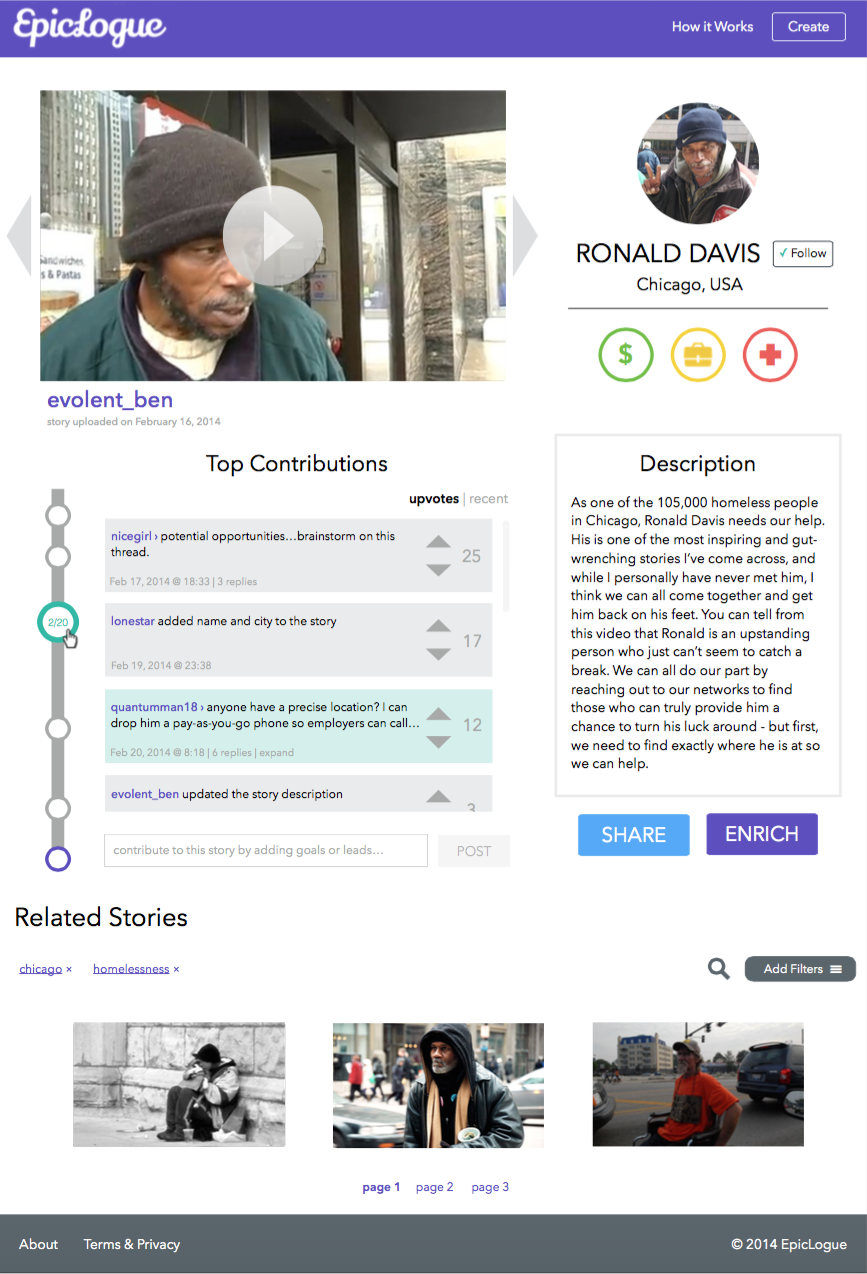 EpicLogue
How it Works
Create
Sandwiches,
s & Pastas
RONALD DAVIS
✓ Follow
Chicago, USA
$
evolent_ben
story uploaded on February 16, 2014
Top Contributions
upvotes | recent
nicegirl › potential opportunities...brainstorm on this
thread.
25
Feb 17, 2014 @ 18:33 | 3 replies
2/20
lonestar added name and city to the story
17
Feb 19, 2014 @ 23:38
quantumman18 › anyone have a precise location? I can
drop him a pay-as-you-go phone so employers can call...
12
Feb 20, 2014 @ 8:18 | 6 replies | expand
evolent_ben updated the story description
3
contribute to this story by adding goals or leads...
POST
Description
As one of the 105,000 homeless people
in Chicago, Ronald Davis needs our help.
His is one of the most inspiring and gut-
wrenching stories I've come across, and
while I personally have never met him, I
think we can all come together and get
him back on his feet. You can tell from
this video that Ronald is an upstanding
person who just can't seem to catch a
break. We can all do our part by
reaching out to our networks to find
those who can truly provide him a
chance to turn his luck around - but first,
we need to find exactly where he is at so
we can help.
SHARE
ENRICH
Related Stories
chicago ×
homelessness ×
Add Filters
page 1 page 2 page 3
About
Terms & Privacy
© 2014 EpicLogue